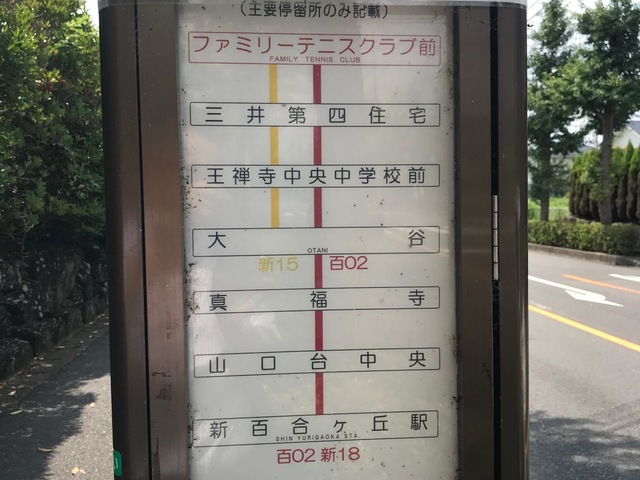 (主要停留所のみ記載)
ファミリーテニスクラブ前
FAMILY TENNIS CLUB
三井第四住宅
王禅寺中央中学校前
大谷
OTANI
新15 百02
真福寺
山口台中央
新百合ヶ丘駅
SHIN YURIGAOKA STA.
百02 新18